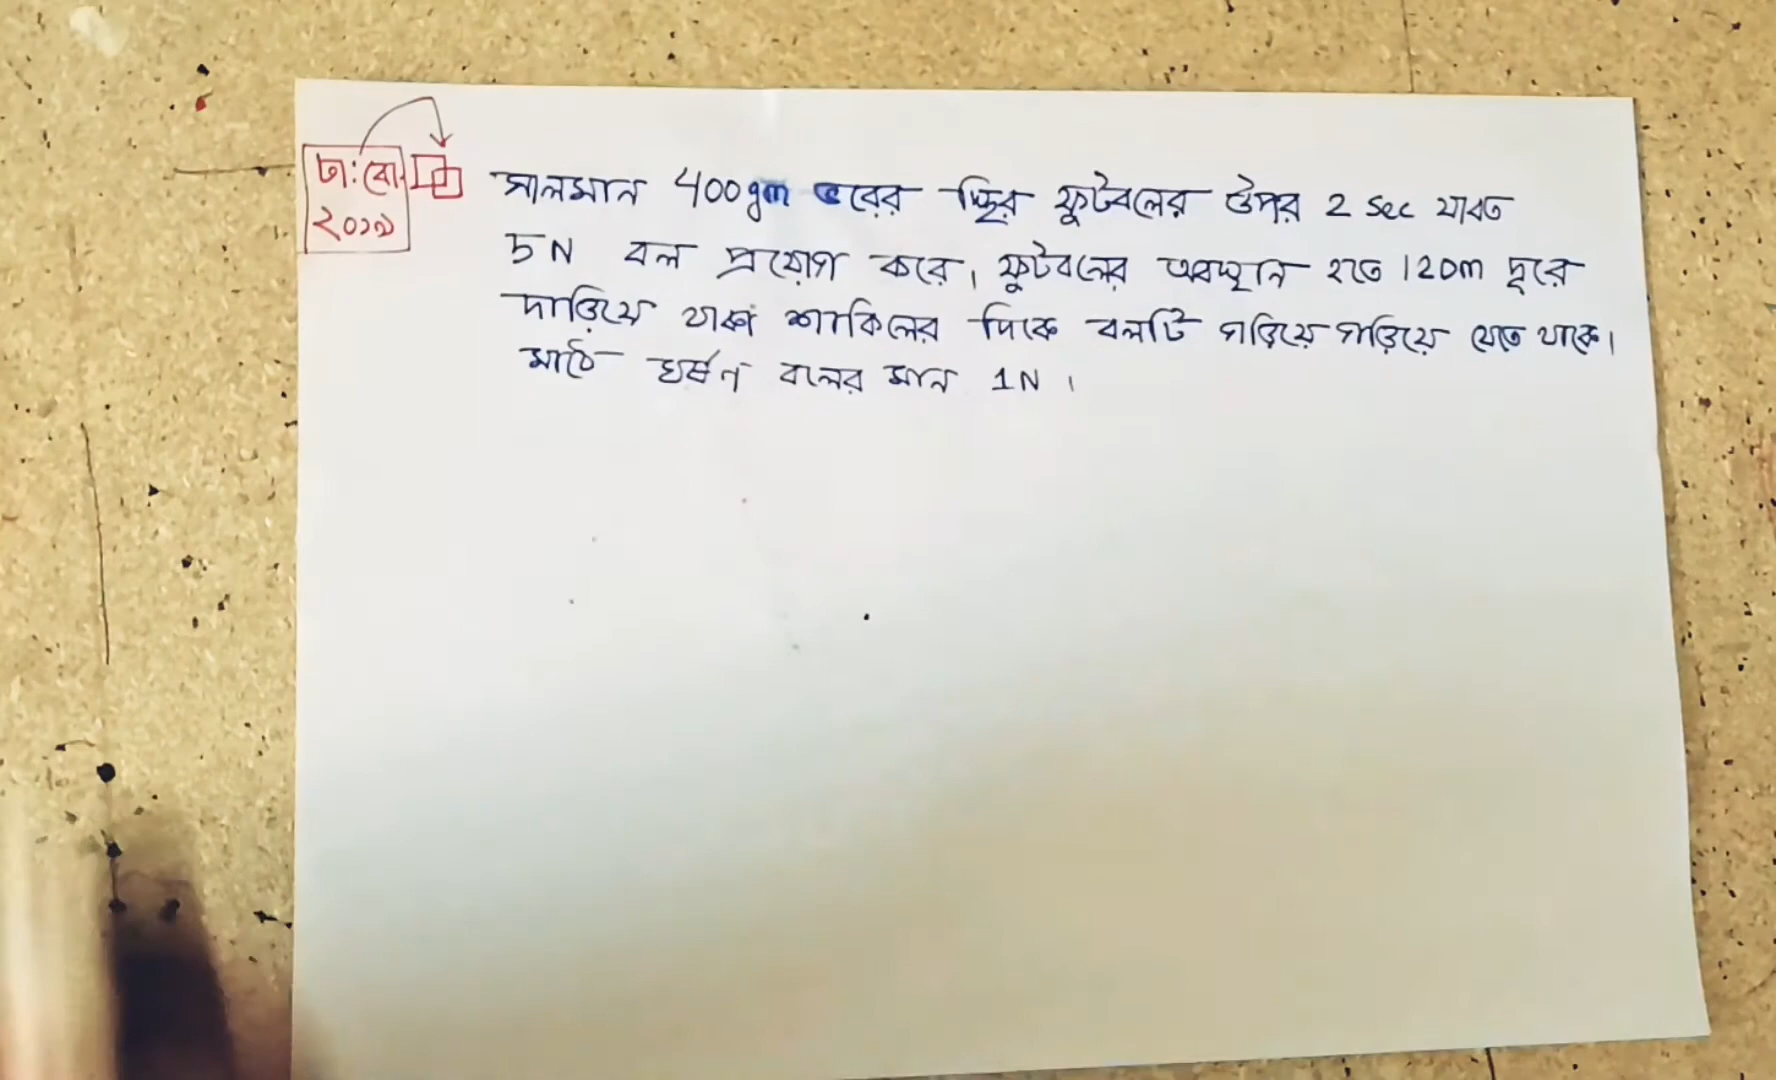 ঢা: বো:
২০১৯
সালমান 400gm ভরের স্থির ফুটবলের উপর 2 sec যাবত
5N বল প্রয়োগ করে। ফুটবলের অবস্থান হতে 120m দূরে
দাড়িয়ে থাকা শাকিলের দিকে বলটি গড়িয়ে গড়িয়ে যেতে থাকে।
মাঠে ঘর্ষণ বলের মান 1N।